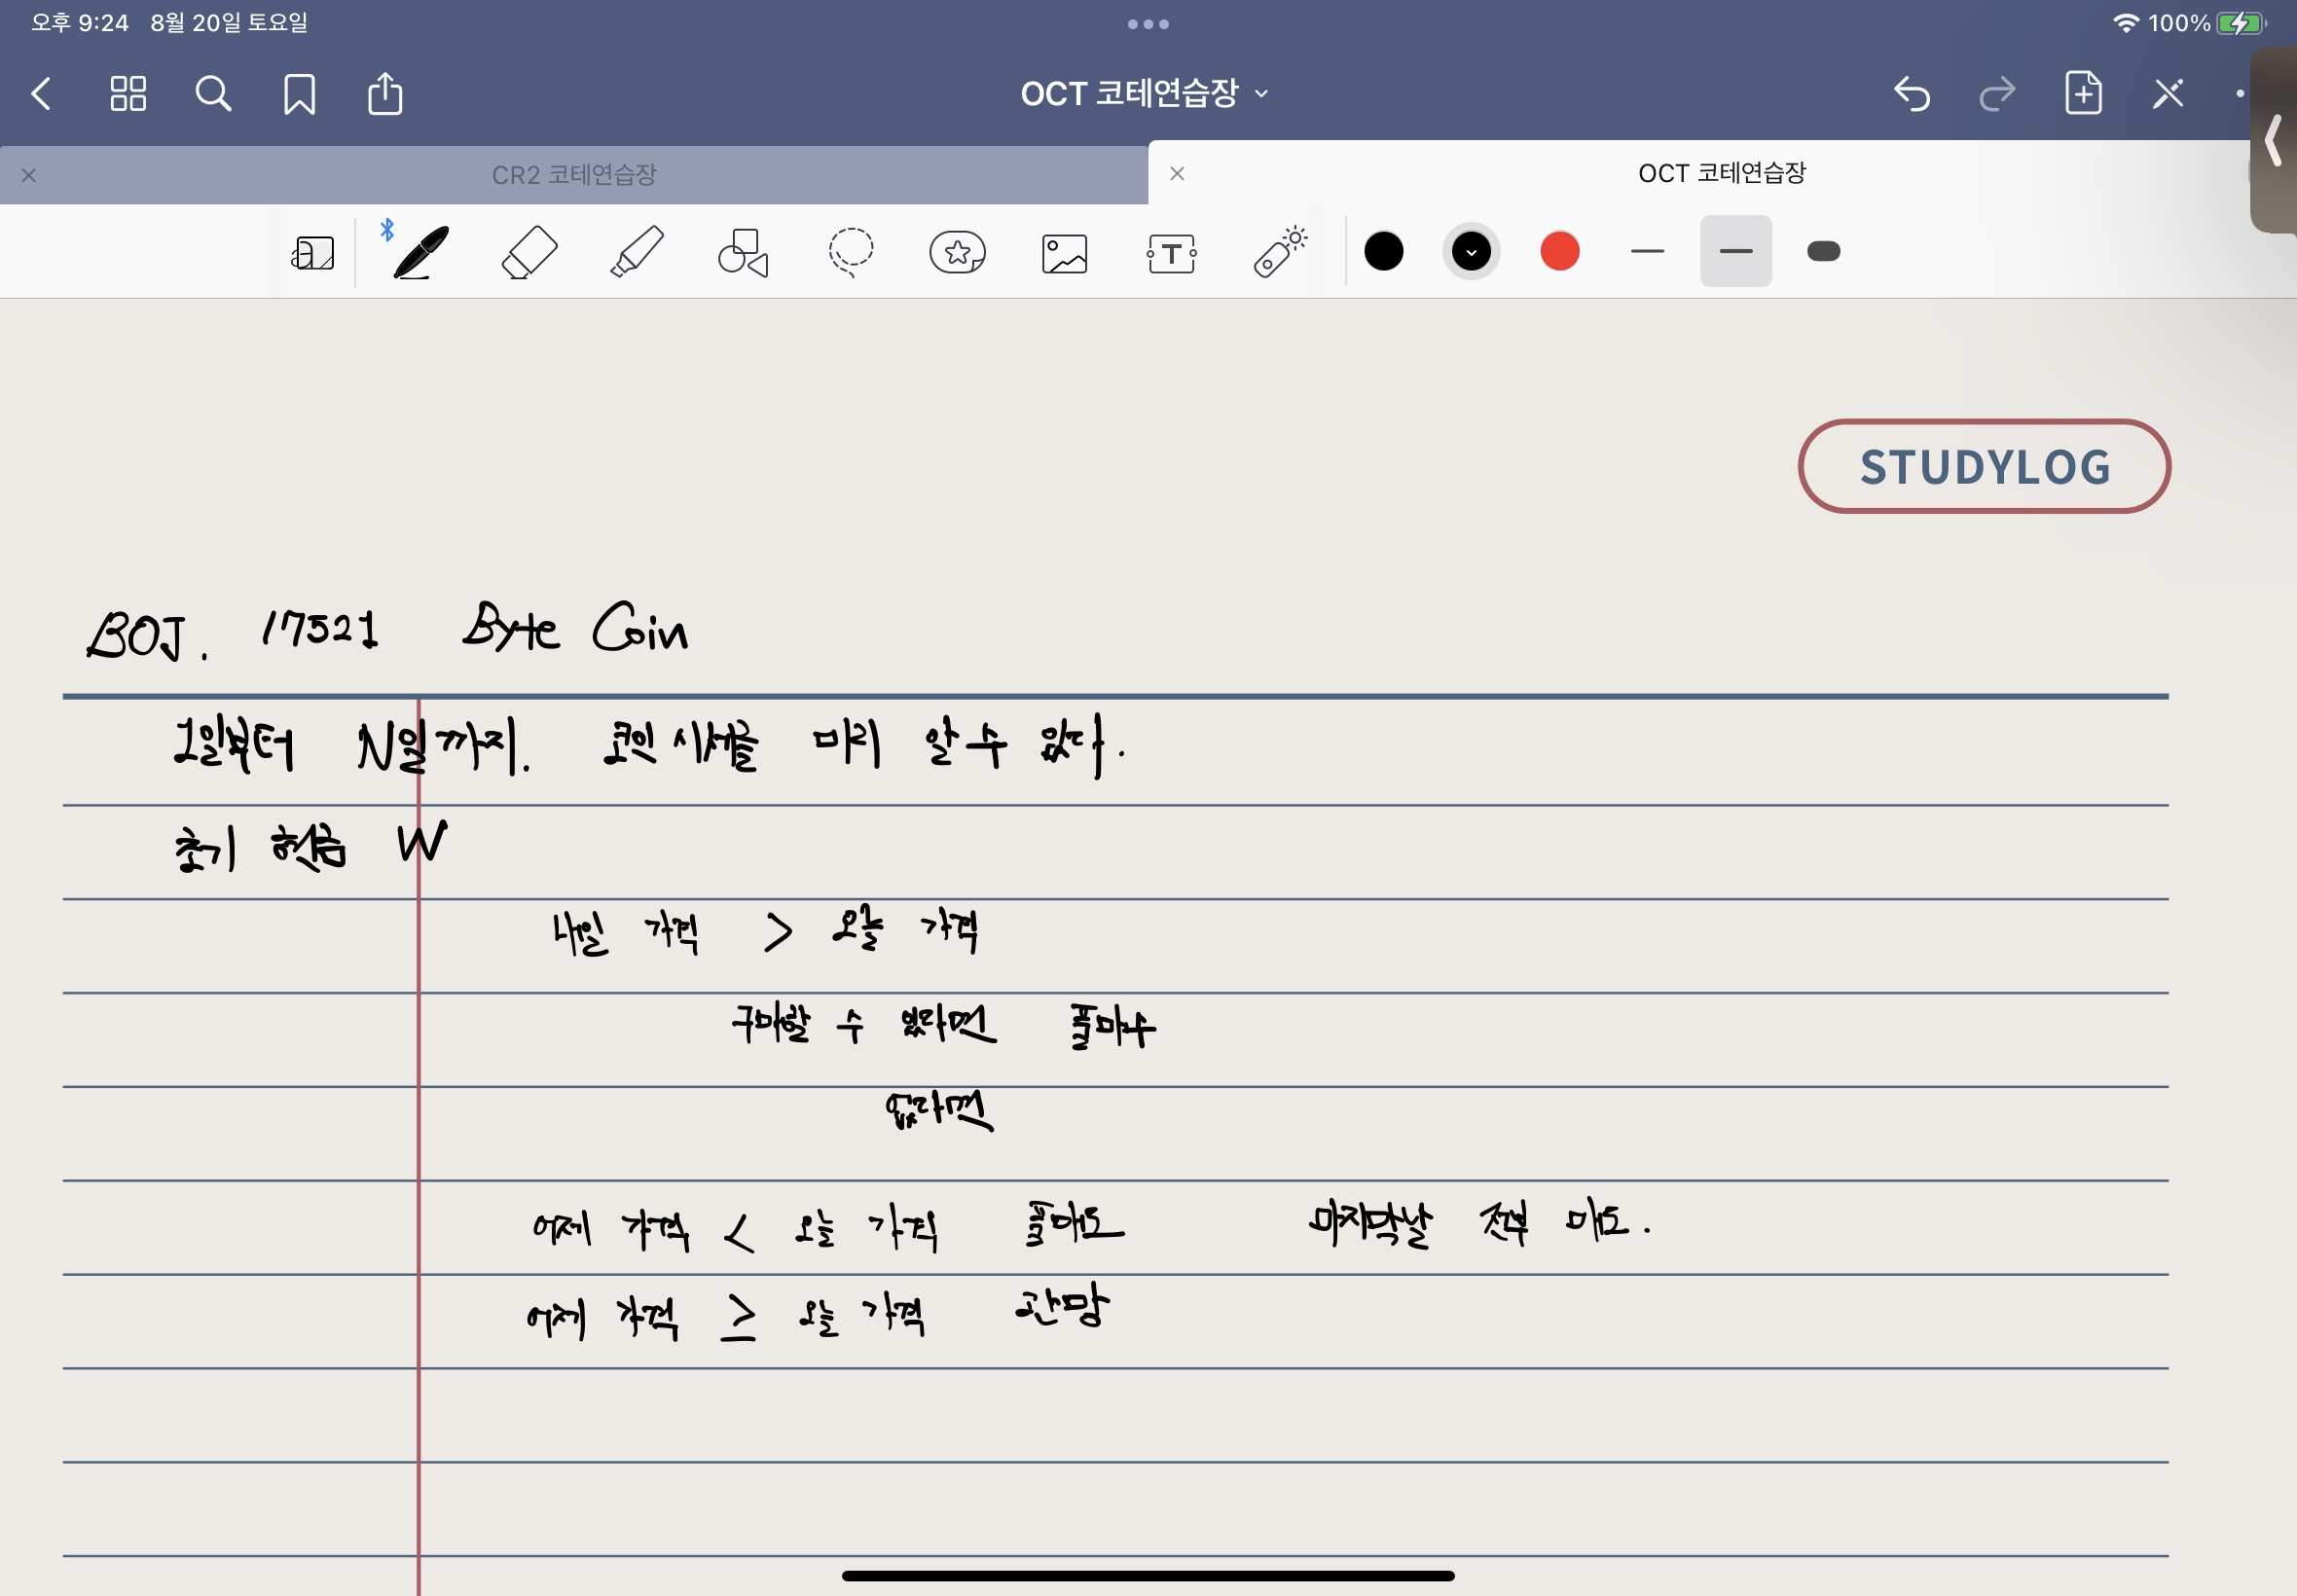 오후 9:24 8월 20일 토요일 100%
OCT 코테연습장
CR2 코테연습장 OCT 코테연습장
STUDYLOG
BOJ. 17521 Byte Coin
1일부터 N일까지. 코인 시세를 미리 알 수 있다.
초기 현금 W
내일 가격 > 오늘 가격
구매할 수 있다면 풀매수
없다면
어제 가격 < 오늘 가격 풀매도 마지막날 전부 매도.
어제 가격 ≥ 오늘 가격 관망